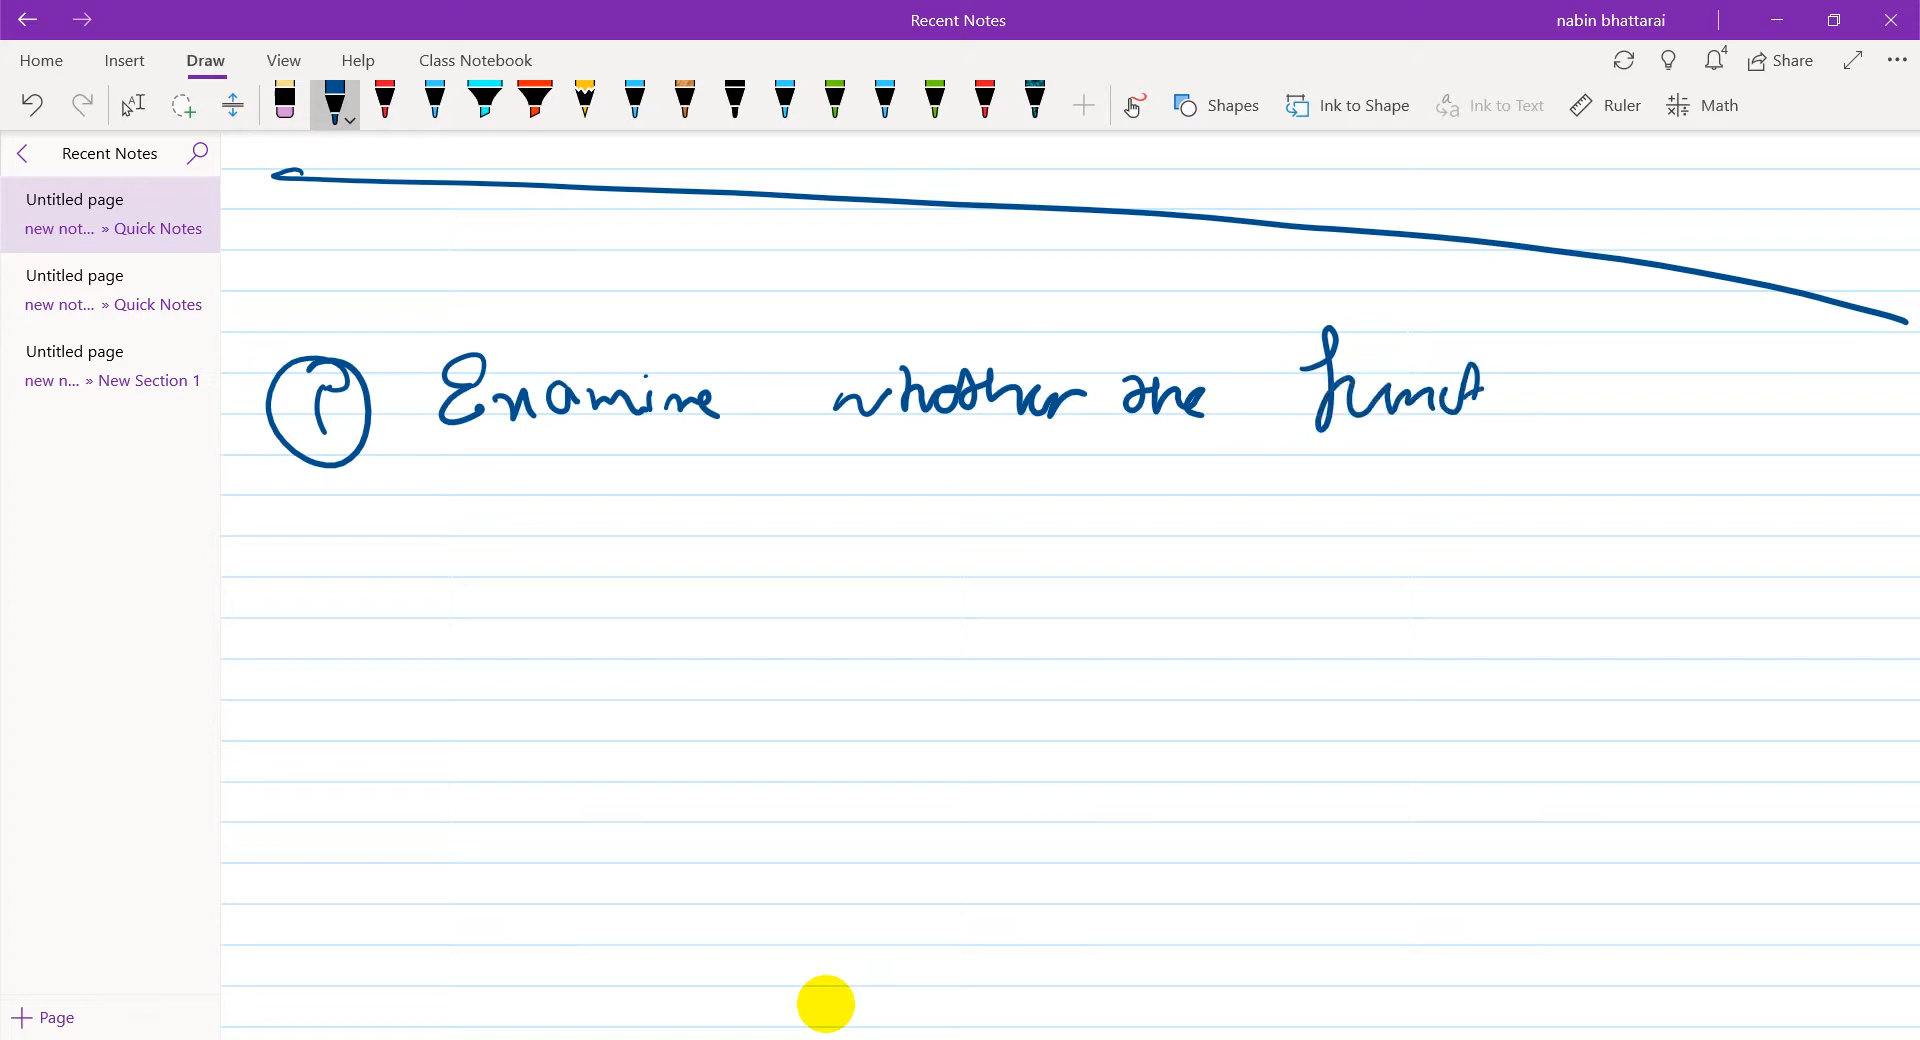 Recent Notes
nabin bhattarai
Home Insert Draw View Help Class Notebook
4
Share
Shapes
Ink to Shape
Ink to Text
Ruler
Math
Recent Notes
Untitled page
new not... » Quick Notes
Untitled page
new not... » Quick Notes
Untitled page
new n... » New Section 1
Examine whether the funct
Page